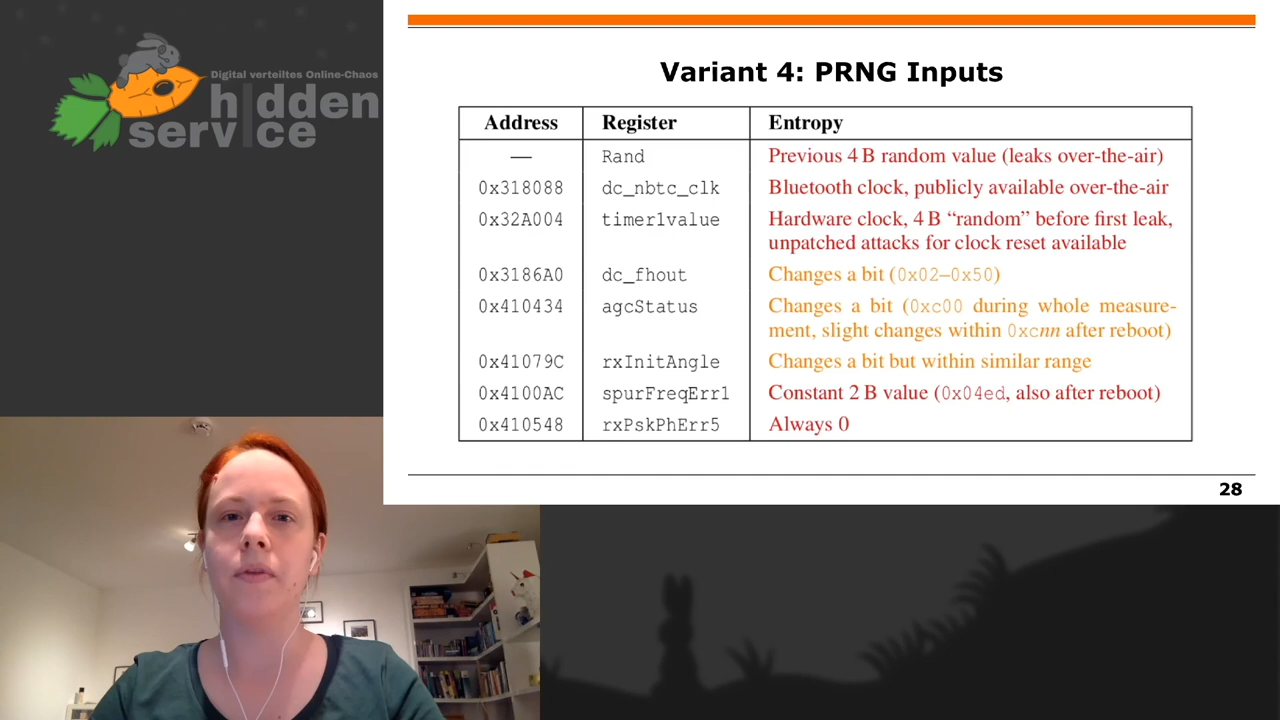 Digital verteiltes Online-Chaos
hidden
service
Variant 4: PRNG Inputs
Address Register Entropy
— Rand Previous 4 B random value (leaks over-the-air)
0x318088 dc_nbtc_clk Bluetooth clock, publicly available over-the-air
0x32A004 timer1value Hardware clock, 4 B “random” before first leak,
unpatched attacks for clock reset available
0x3186A0 dc_fhout Changes a bit (0x02–0x50)
0x410434 agcStatus Changes a bit (0xc00 during whole measure-
ment, slight changes within 0xcnn after reboot)
0x41079C rxInitAngle Changes a bit but within similar range
0x4100AC spurFreqErr1 Constant 2 B value (0x04ed, also after reboot)
0x410548 rxPskPhErr5 Always 0
28